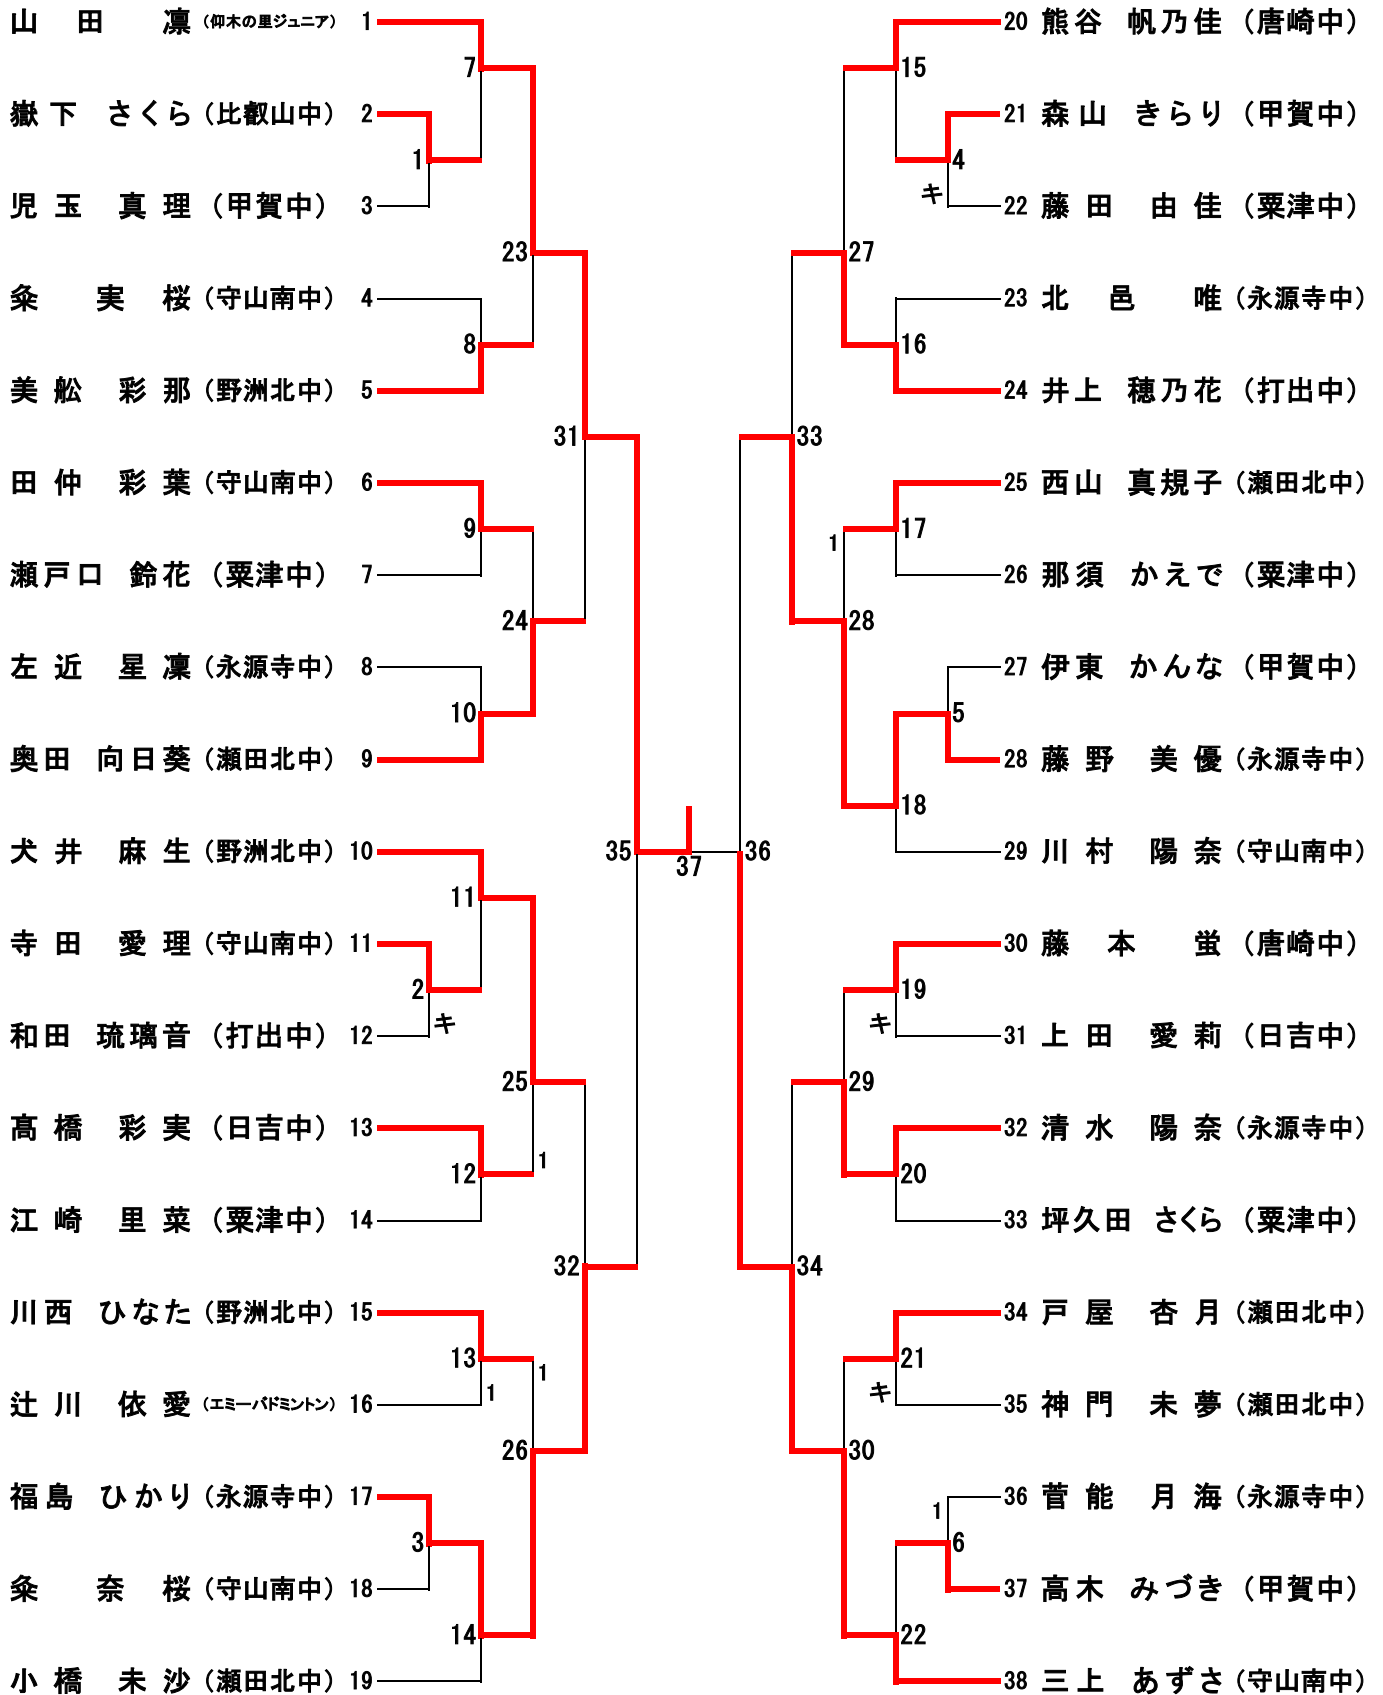 山田 凛 (仰木の里ジュニア) 1
嶽下 さくら (比叡山中) 2
児玉 真理 (甲賀中) 3
粂 実桜 (守山南中) 4
美舩 彩那 (野洲北中) 5
田仲 彩葉 (守山南中) 6
瀬戸口 鈴花 (粟津中) 7
左近 星凜 (永源寺中) 8
奥田 向日葵 (瀬田北中) 9
犬井 麻生 (野洲北中) 10
寺田 愛理 (守山南中) 11
和田 琉璃音 (打出中) 12
髙橋 彩実 (日吉中) 13
江崎 里菜 (粟津中) 14
川西 ひなた (野洲北中) 15
辻川 依愛 (エミーバドミントン) 16
福島 ひかり (永源寺中) 17
粂 奈桜 (守山南中) 18
小橋 未沙 (瀬田北中) 19
7
1
23
8
31
9
24
10
11
2
キ
25
12
1
32
13
1
1
26
3
14
35
37
36
15
4
キ
27
16
33
17
1
28
5
18
19
キ
29
20
34
21
キ
30
1
6
22
20 熊谷 帆乃佳 (唐崎中)
21 森山 きらり (甲賀中)
22 藤田 由佳 (粟津中)
23 北邑 唯 (永源寺中)
24 井上 穂乃花 (打出中)
25 西山 真規子 (瀬田北中)
26 那須 かえで (粟津中)
27 伊東 かんな (甲賀中)
28 藤野 美優 (永源寺中)
29 川村 陽奈 (守山南中)
30 藤本 蛍 (唐崎中)
31 上田 愛莉 (日吉中)
32 清水 陽奈 (永源寺中)
33 坪久田 さくら (粟津中)
34 戸屋 杏月 (瀬田北中)
35 神門 未夢 (瀬田北中)
36 菅能 月海 (永源寺中)
37 高木 みづき (甲賀中)
38 三上 あずさ (守山南中)